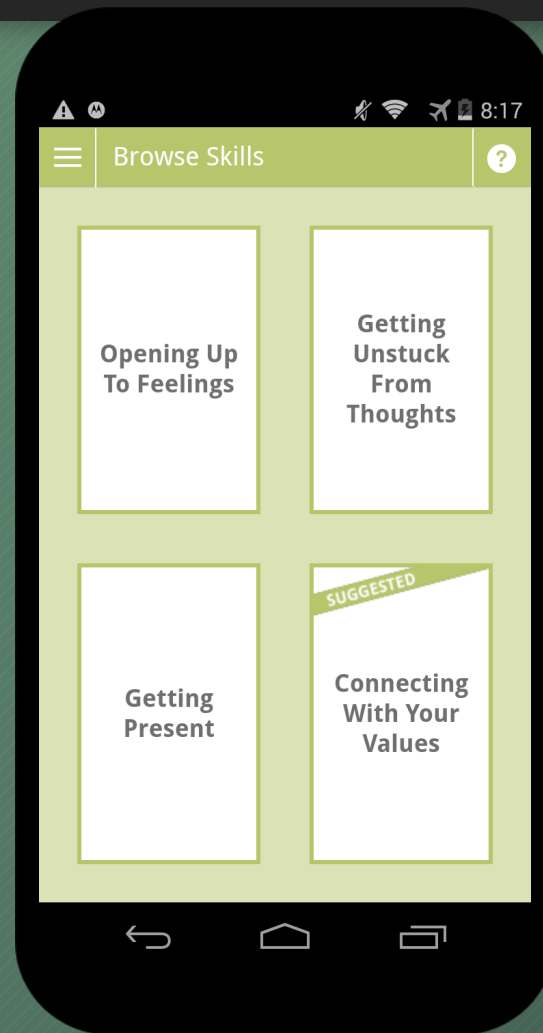 8:17
Browse Skills
?
Opening Up
To Feelings
Getting
Unstuck
From
Thoughts
Getting
Present
SUGGESTED
Connecting
With Your
Values